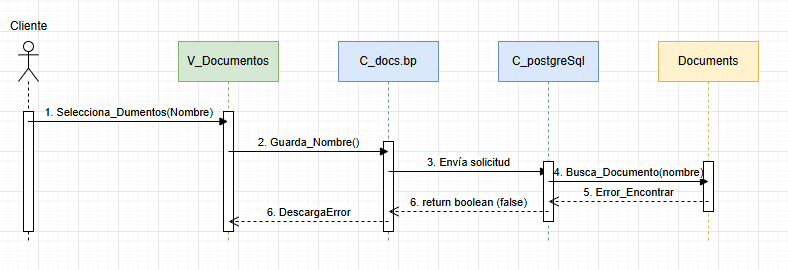 Cliente
V_Documentos
C_docs.bp
C_postgreSql
Documents
1. Selecciona_Dumentos(Nombre)
2. Guarda_Nombre()
3. Envía solicitud
4. Busca_Documento(nombre)
5. Error_Encontrar
6. return boolean (false)
6. DescargaError